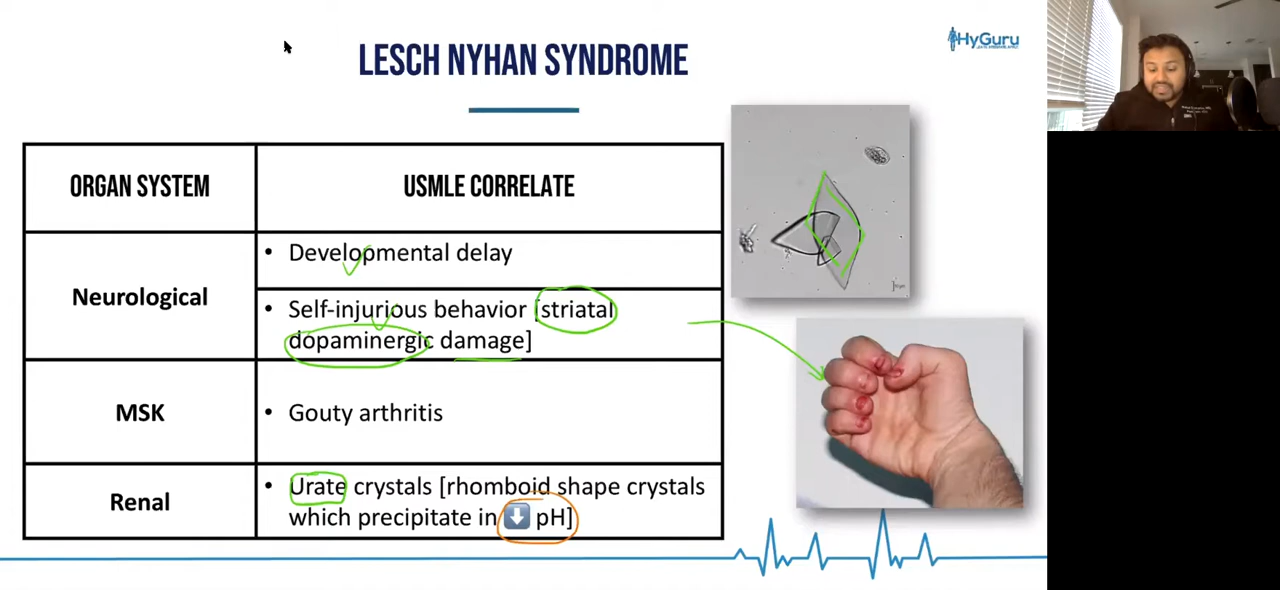 HyGuru
LESCH NYHAN SYNDROME
ORGAN SYSTEM
USMLE CORRELATE
Neurological
• Developmental delay
• Self-injurious behavior [striatal
dopaminergic damage]
MSK
• Gouty arthritis
Renal
• Urate crystals [rhomboid shape crystals
which precipitate in ⬇ pH]